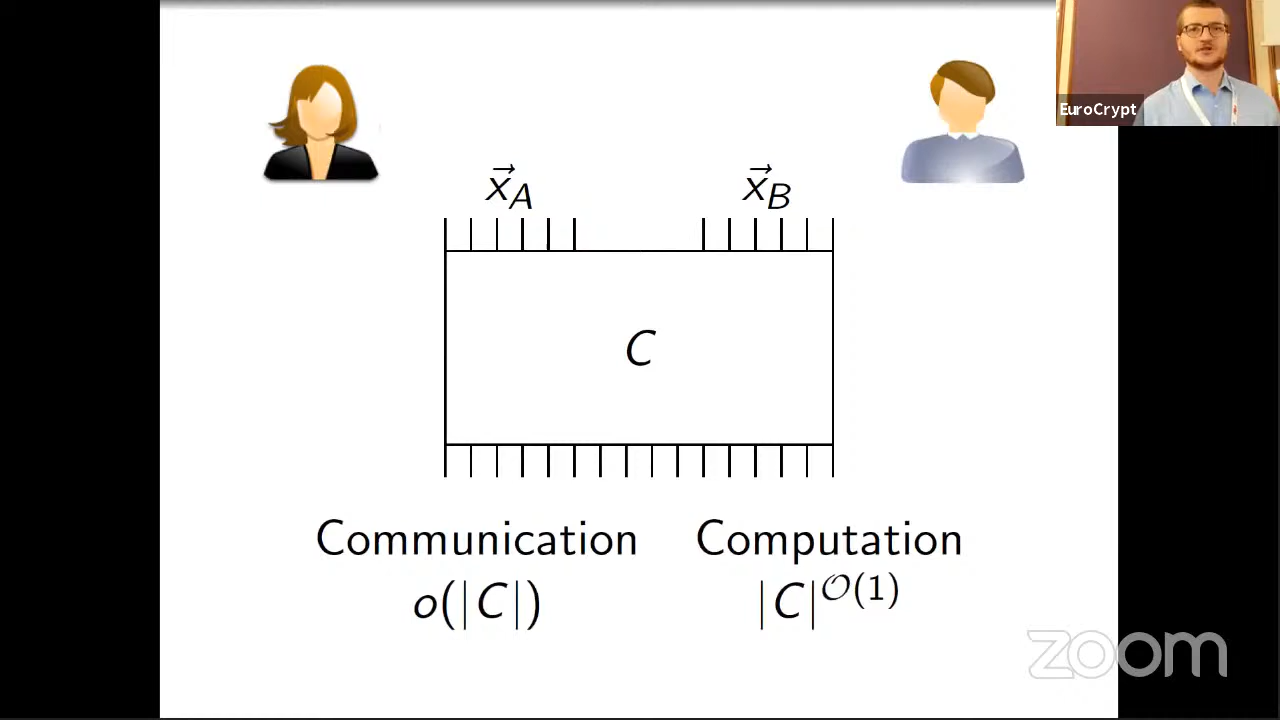 EuroCrypt
x⃗_A x⃗_B
C
Communication Computation
o(|C|) |C|^{𝒪(1)}
zoom